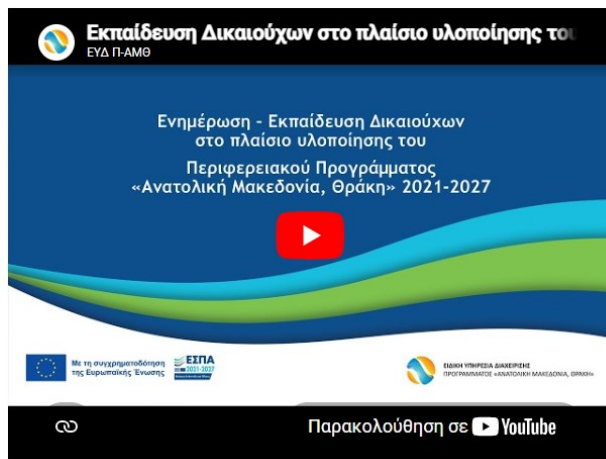 Εκπαίδευση Δικαιούχων στο πλαίσιο υλοποίησης του
ΕΥΔ Π-ΑΜΘ
Ενημέρωση - Εκπαίδευση Δικαιούχων
στο πλαίσιο υλοποίησης του
Περιφερειακού Προγράμματος
«Ανατολική Μακεδονία, Θράκη» 2021-2027
Με τη συγχρηματοδότηση
της Ευρωπαϊκής Ένωσης
ΕΣΠΑ
2021-2027
ΕΙΔΙΚΗ ΥΠΗΡΕΣΙΑ ΔΙΑΧΕΙΡΙΣΗΣ
ΠΡΟΓΡΑΜΜΑΤΟΣ «ΑΝΑΤΟΛΙΚΗ ΜΑΚΕΔΟΝΙΑ, ΘΡΑΚΗ»
Παρακολούθηση σε YouTube